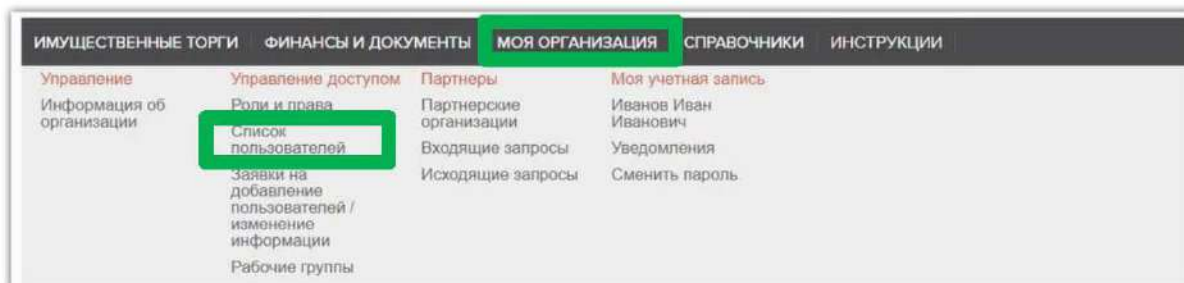 ИМУЩЕСТВЕННЫЕ ТОРГИ ФИНАНСЫ И ДОКУМЕНТЫ МОЯ ОРГАНИЗАЦИЯ СПРАВОЧНИКИ ИНСТРУКЦИИ
Управление
Информация об
организации
Управление доступом
Роли и права
Список
пользователей
Заявки на
добавление
пользователей /
изменение
информации
Рабочие группы
Партнеры
Партнерские
организации
Входящие запросы
Исходящие запросы
Моя учетная запись
Иванов Иван
Иванович
Уведомления
Сменить пароль